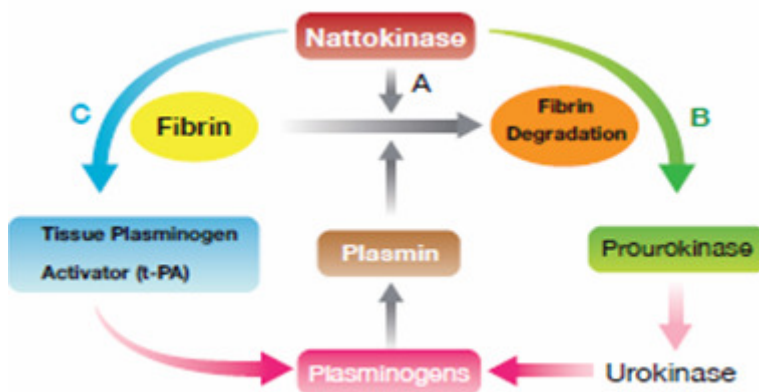 Nattokinase
A
C
B
Fibrin
Fibrin
Degradation
Tissue Plasminogen
Activator (t-PA)
Plasmin
Prourokinase
Plasminogens
Urokinase